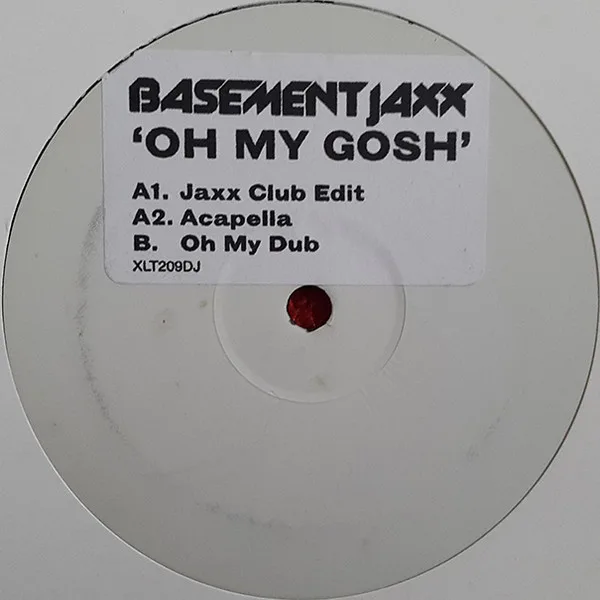 BASEMENT JAXX
‘OH MY GOSH’
A1. Jaxx Club Edit
A2. Acapella
B. Oh My Dub
XLT209DJ